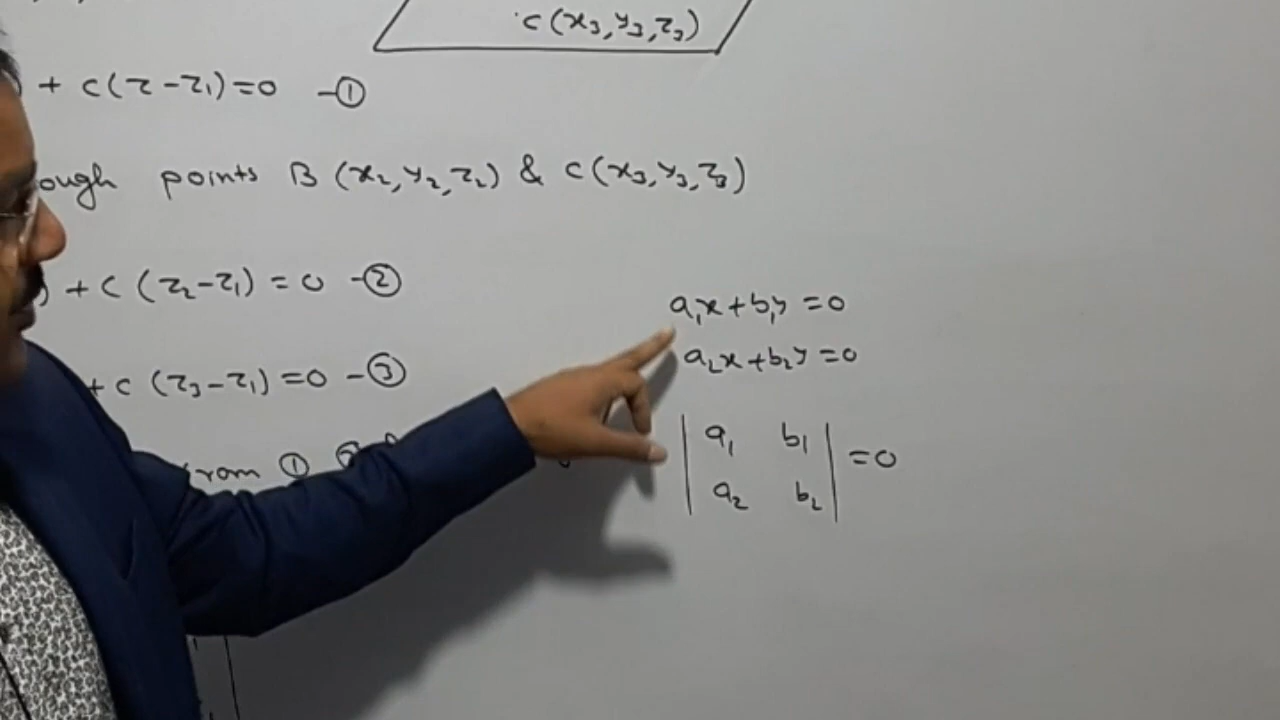 C(x₃,y₃,z₃)
) + c(z-z₁)=0 -①
ough points B (x₂,y₂,z₂) & C(x₃,y₃,z₃)
) + c (z₂-z₁) = 0 -②
+ c (z₃-z₁) =0 -③
rom ①
a₁x+b₁y =0
a₂x+b₂y=0
| a₁ b₁ | =0
| a₂ b₂ |